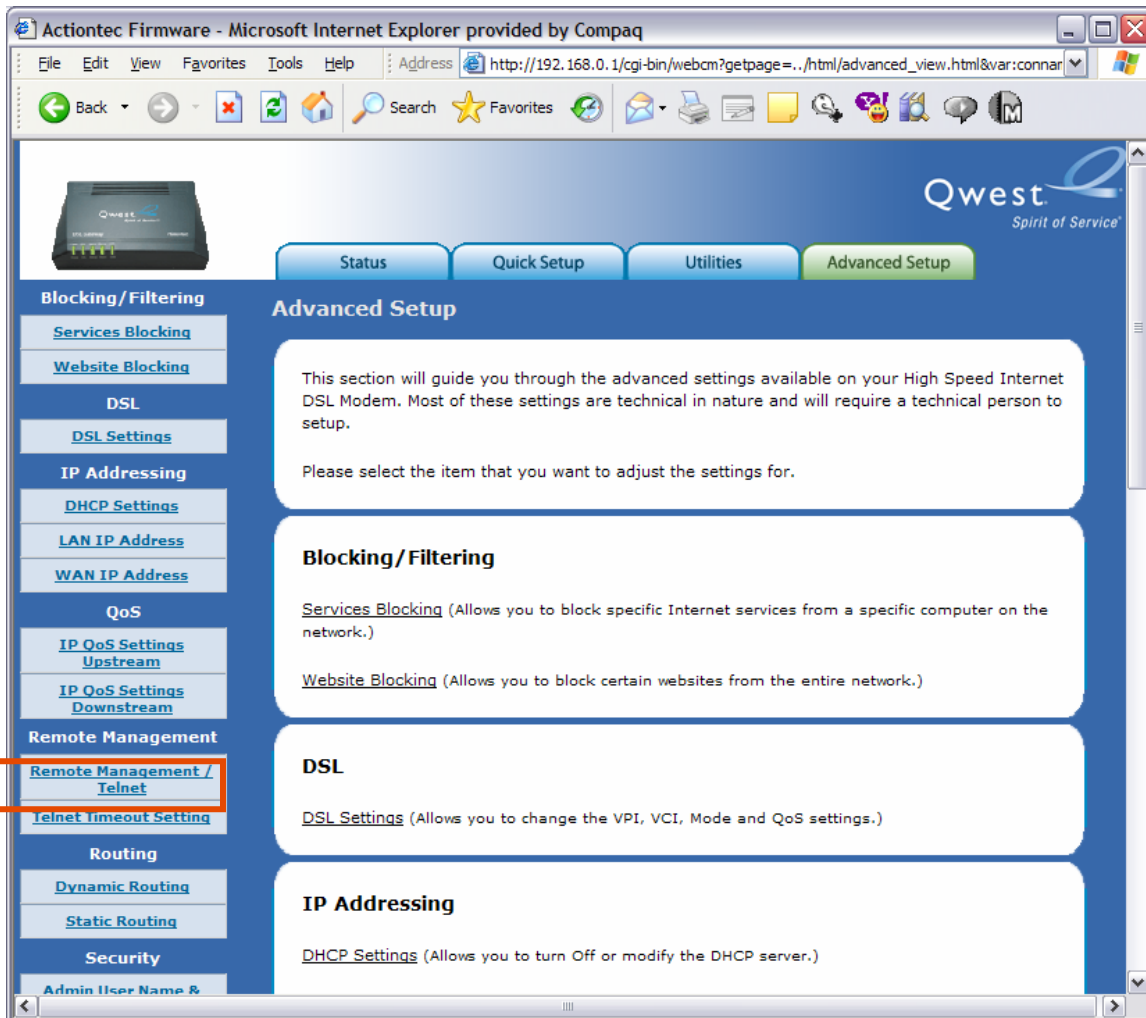 Actiontec Firmware - Microsoft Internet Explorer provided by Compaq
File Edit View Favorites Tools Help Address http://192.168.0.1/cgi-bin/webcm?getpage=../html/advanced_view.html&var:connar
Back Search Favorites
Qwest
Qwest.
Spirit of Service
Status Quick Setup Utilities Advanced Setup
Blocking/Filtering
Services Blocking
Website Blocking
DSL
DSL Settings
IP Addressing
DHCP Settings
LAN IP Address
WAN IP Address
QoS
IP QoS Settings
Upstream
IP QoS Settings
Downstream
Remote Management
Remote Management /
Telnet
Telnet Timeout Setting
Routing
Dynamic Routing
Static Routing
Security
Admin User Name &
Advanced Setup
This section will guide you through the advanced settings available on your High Speed Internet
DSL Modem. Most of these settings are technical in nature and will require a technical person to
setup.
Please select the item that you want to adjust the settings for.
Blocking/Filtering
Services Blocking (Allows you to block specific Internet services from a specific computer on the
network.)
Website Blocking (Allows you to block certain websites from the entire network.)
DSL
DSL Settings (Allows you to change the VPI, VCI, Mode and QoS settings.)
IP Addressing
DHCP Settings (Allows you to turn Off or modify the DHCP server.)